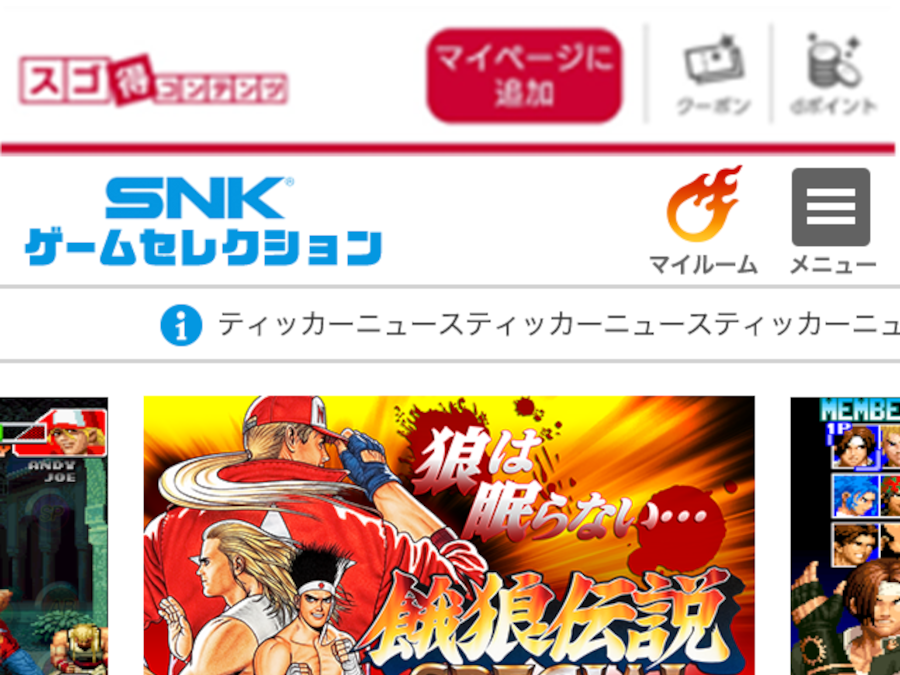 スゴ得コンテンツ
マイページに
追加
クーポン
dポイント
SNK®
ゲームセレクション
マイルーム
メニュー
ティッカーニュースティッカーニュースティッカーニュ
ANDY
JOE
狼は
眠らない…
餓狼伝説
SPECIAL
MEMBE
1P